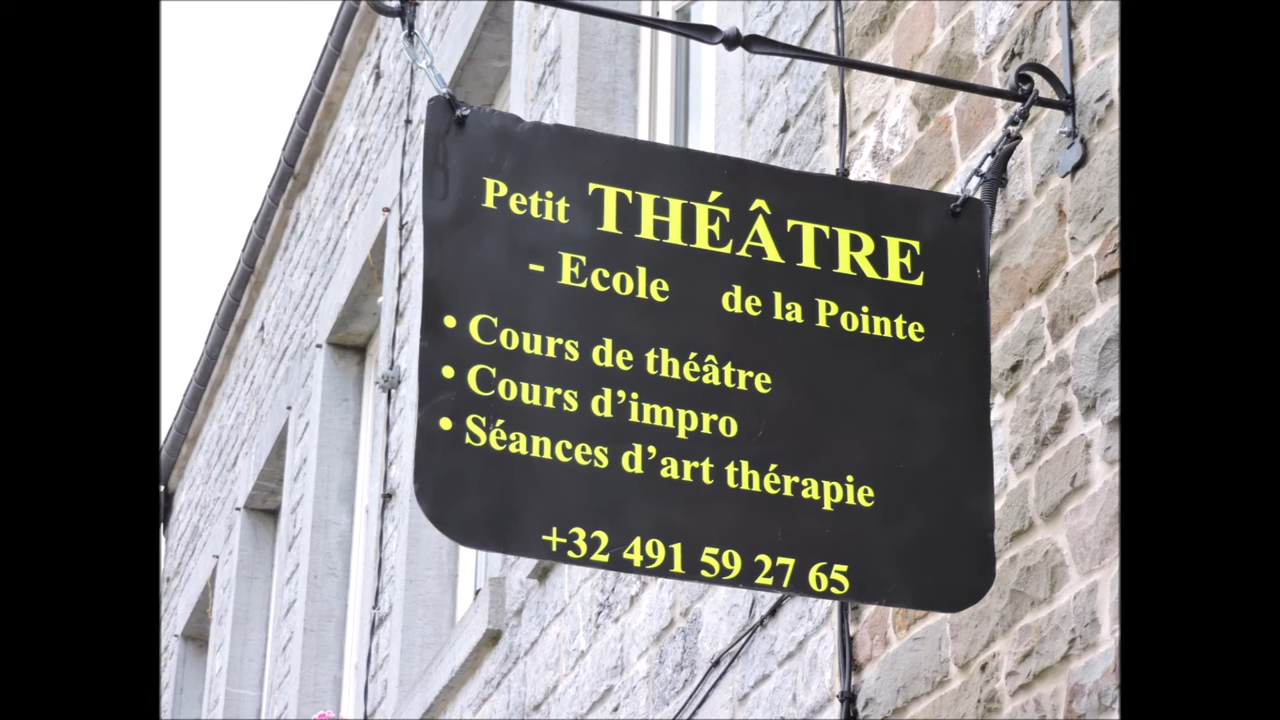 Petit THÉÂTRE
- Ecole de la Pointe
• Cours de théâtre
• Cours d’impro
• Séances d’art thérapie
+32 491 59 27 65